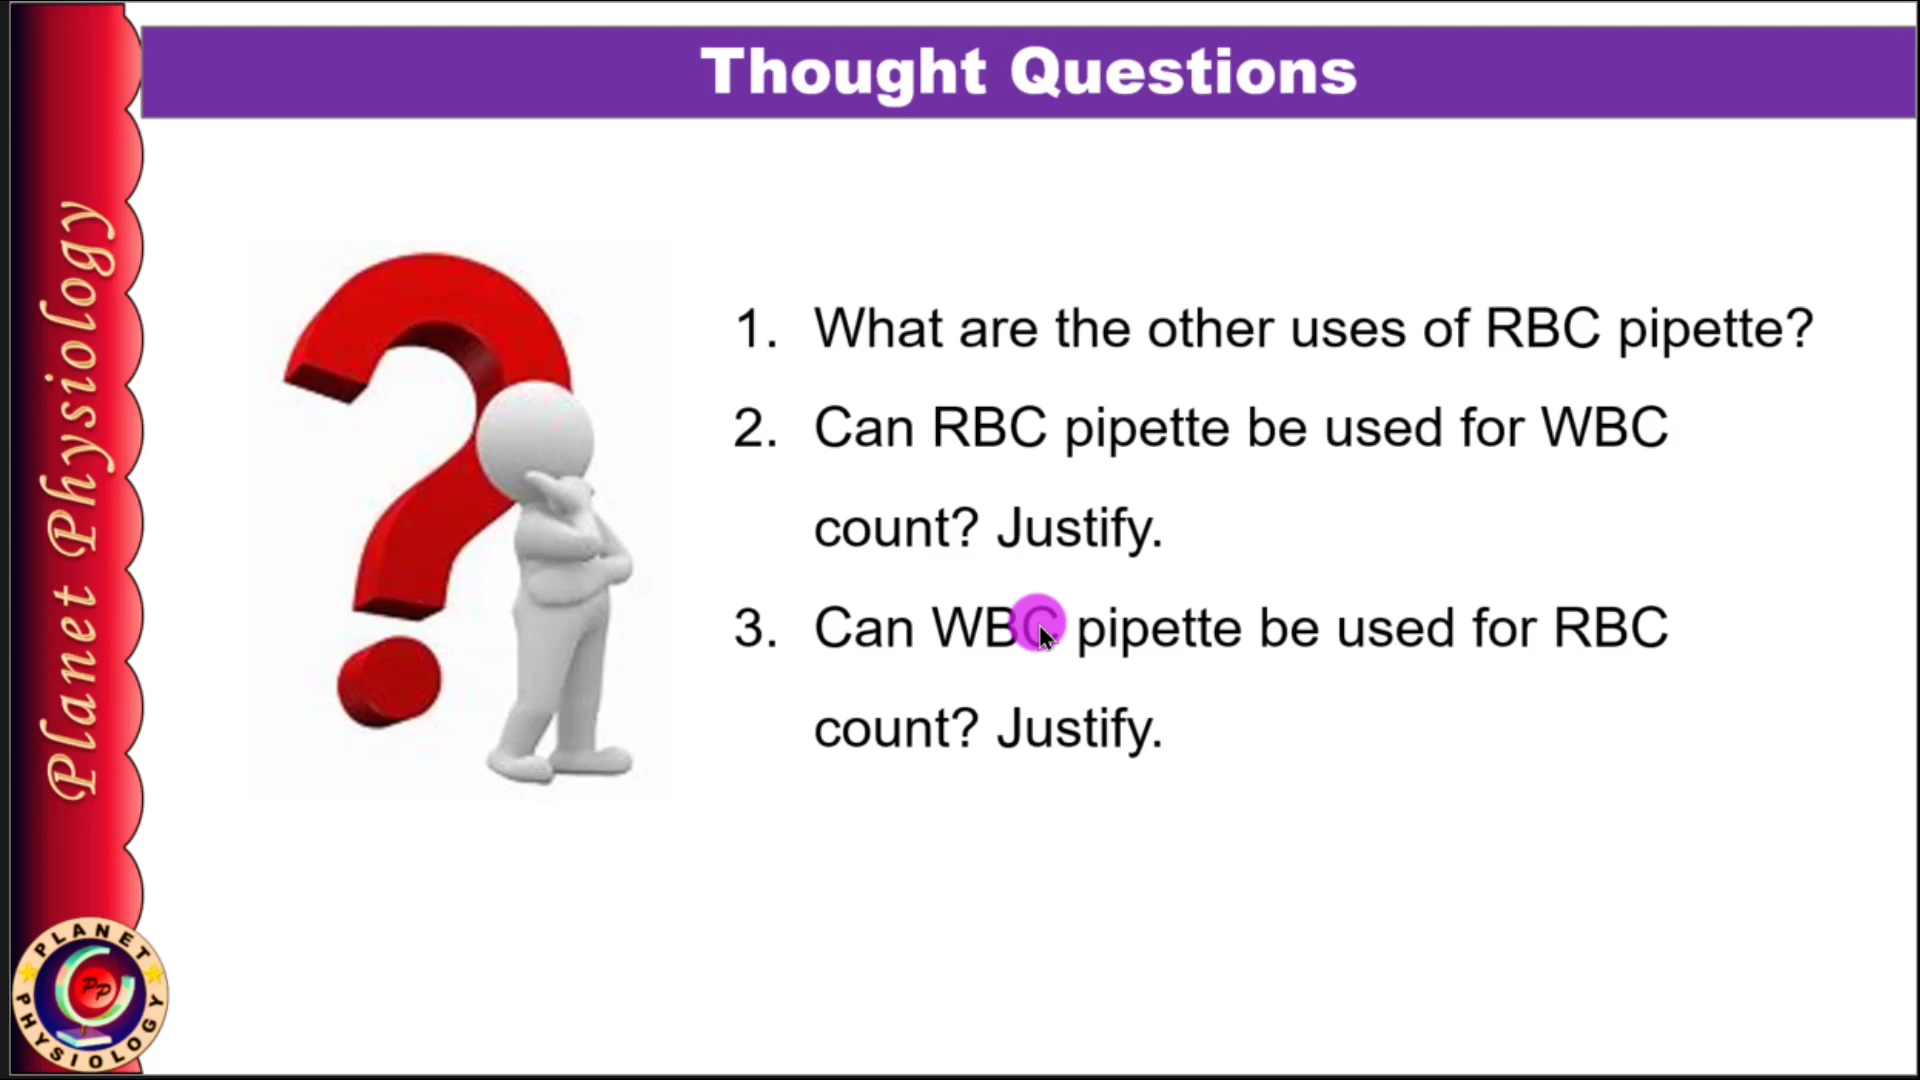 Thought Questions
Planet Physiology
1. What are the other uses of RBC pipette?
2. Can RBC pipette be used for WBC
count? Justify.
3. Can WBC pipette be used for RBC
count? Justify.
PLANET
PP
PHYSIOLOGY